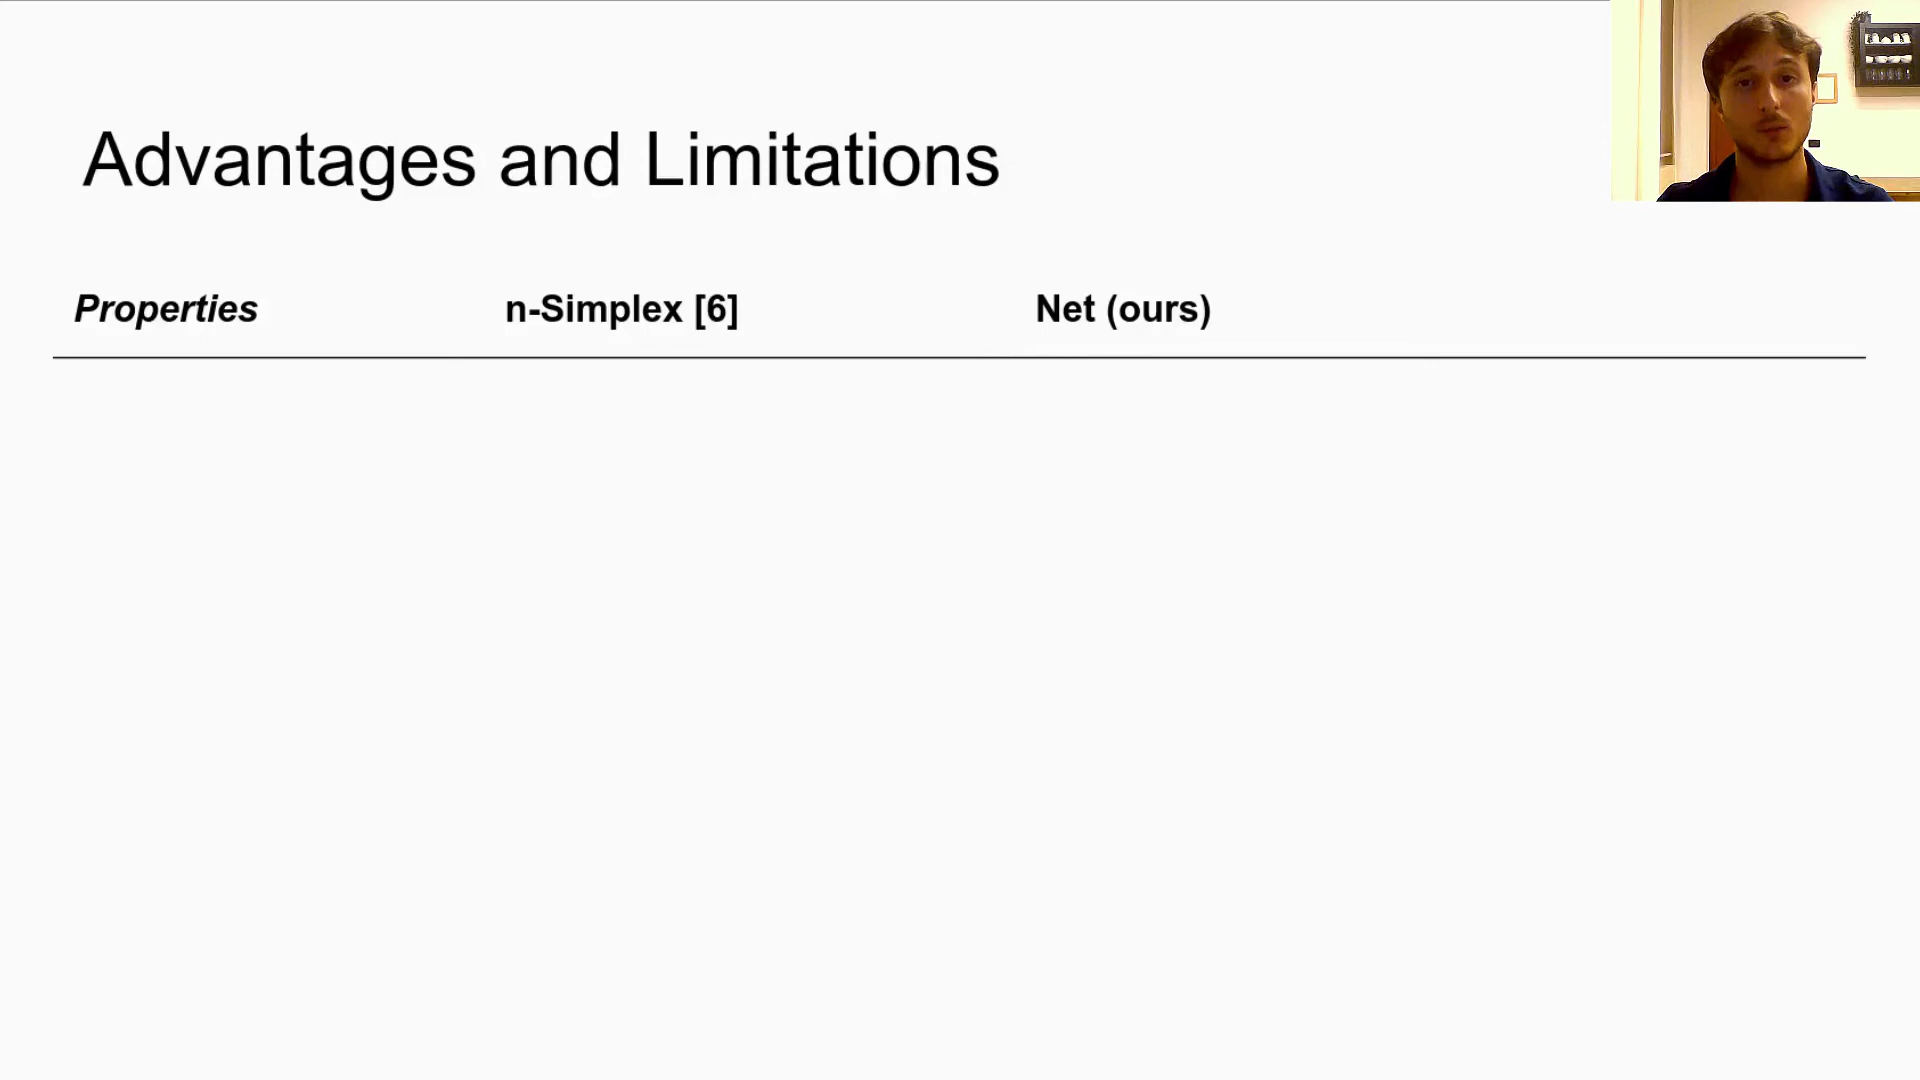 Advantages and Limitations
Properties n-Simplex [6] Net (ours)